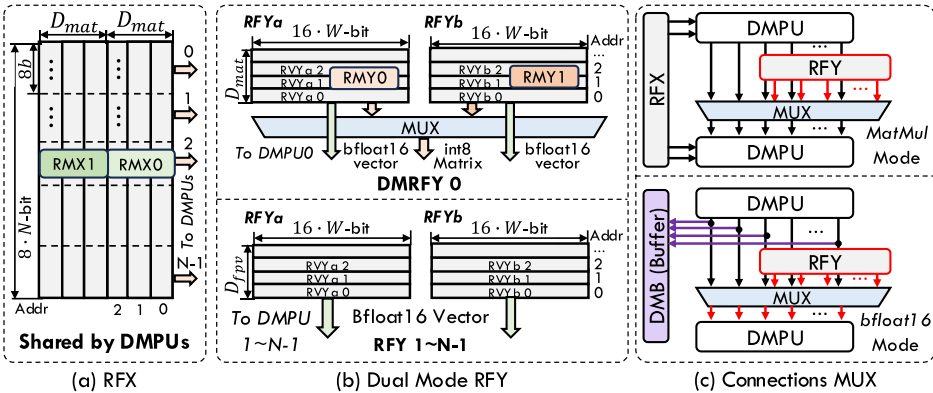 D_mat D_mat
0
8b
1
2
RMX1 RMX0
8 · N-bit
To DMPUs
N-1
Addr 2 1 0
Shared by DMPUs
(a) RFX
RFYa RFYb
16 · W-bit 16 · W-bit Addr
...
D_mat
RVYa 2 RMY0 RVYb 2 RMY1 2
RVYa 1 RVYb 1 1
RVYa 0 RVYb 0 0
MUX
To DMPU0 bfloat16 int8 bfloat16
vector Matrix vector
DMRFY 0
RFYa RFYb
16 · W-bit 16 · W-bit Addr
...
D_fpv
RVYa 2 RVYb 2 2
RVYa 1 RVYb 1 1
RVYa 0 RVYb 0 0
To DMPU Bfloat16 Vector
1~N-1 RFY 1~N-1
(b) Dual Mode RFY
RFX
DMPU
...
RFY
...
MUX
... MatMul
DMPU Mode
DMB (Buffer)
DMPU
...
RFY
...
MUX
... bfloat16
DMPU Mode
(c) Connections MUX